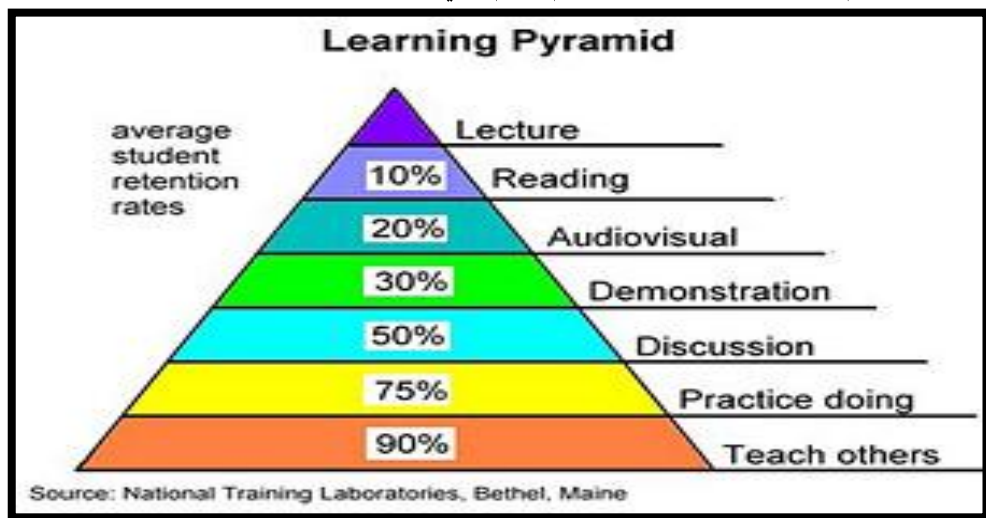 Learning Pyramid
average
student
retention
rates
Lecture
10% Reading
20% Audiovisual
30% Demonstration
50% Discussion
75% Practice doing
90% Teach others
Source: National Training Laboratories, Bethel, Maine